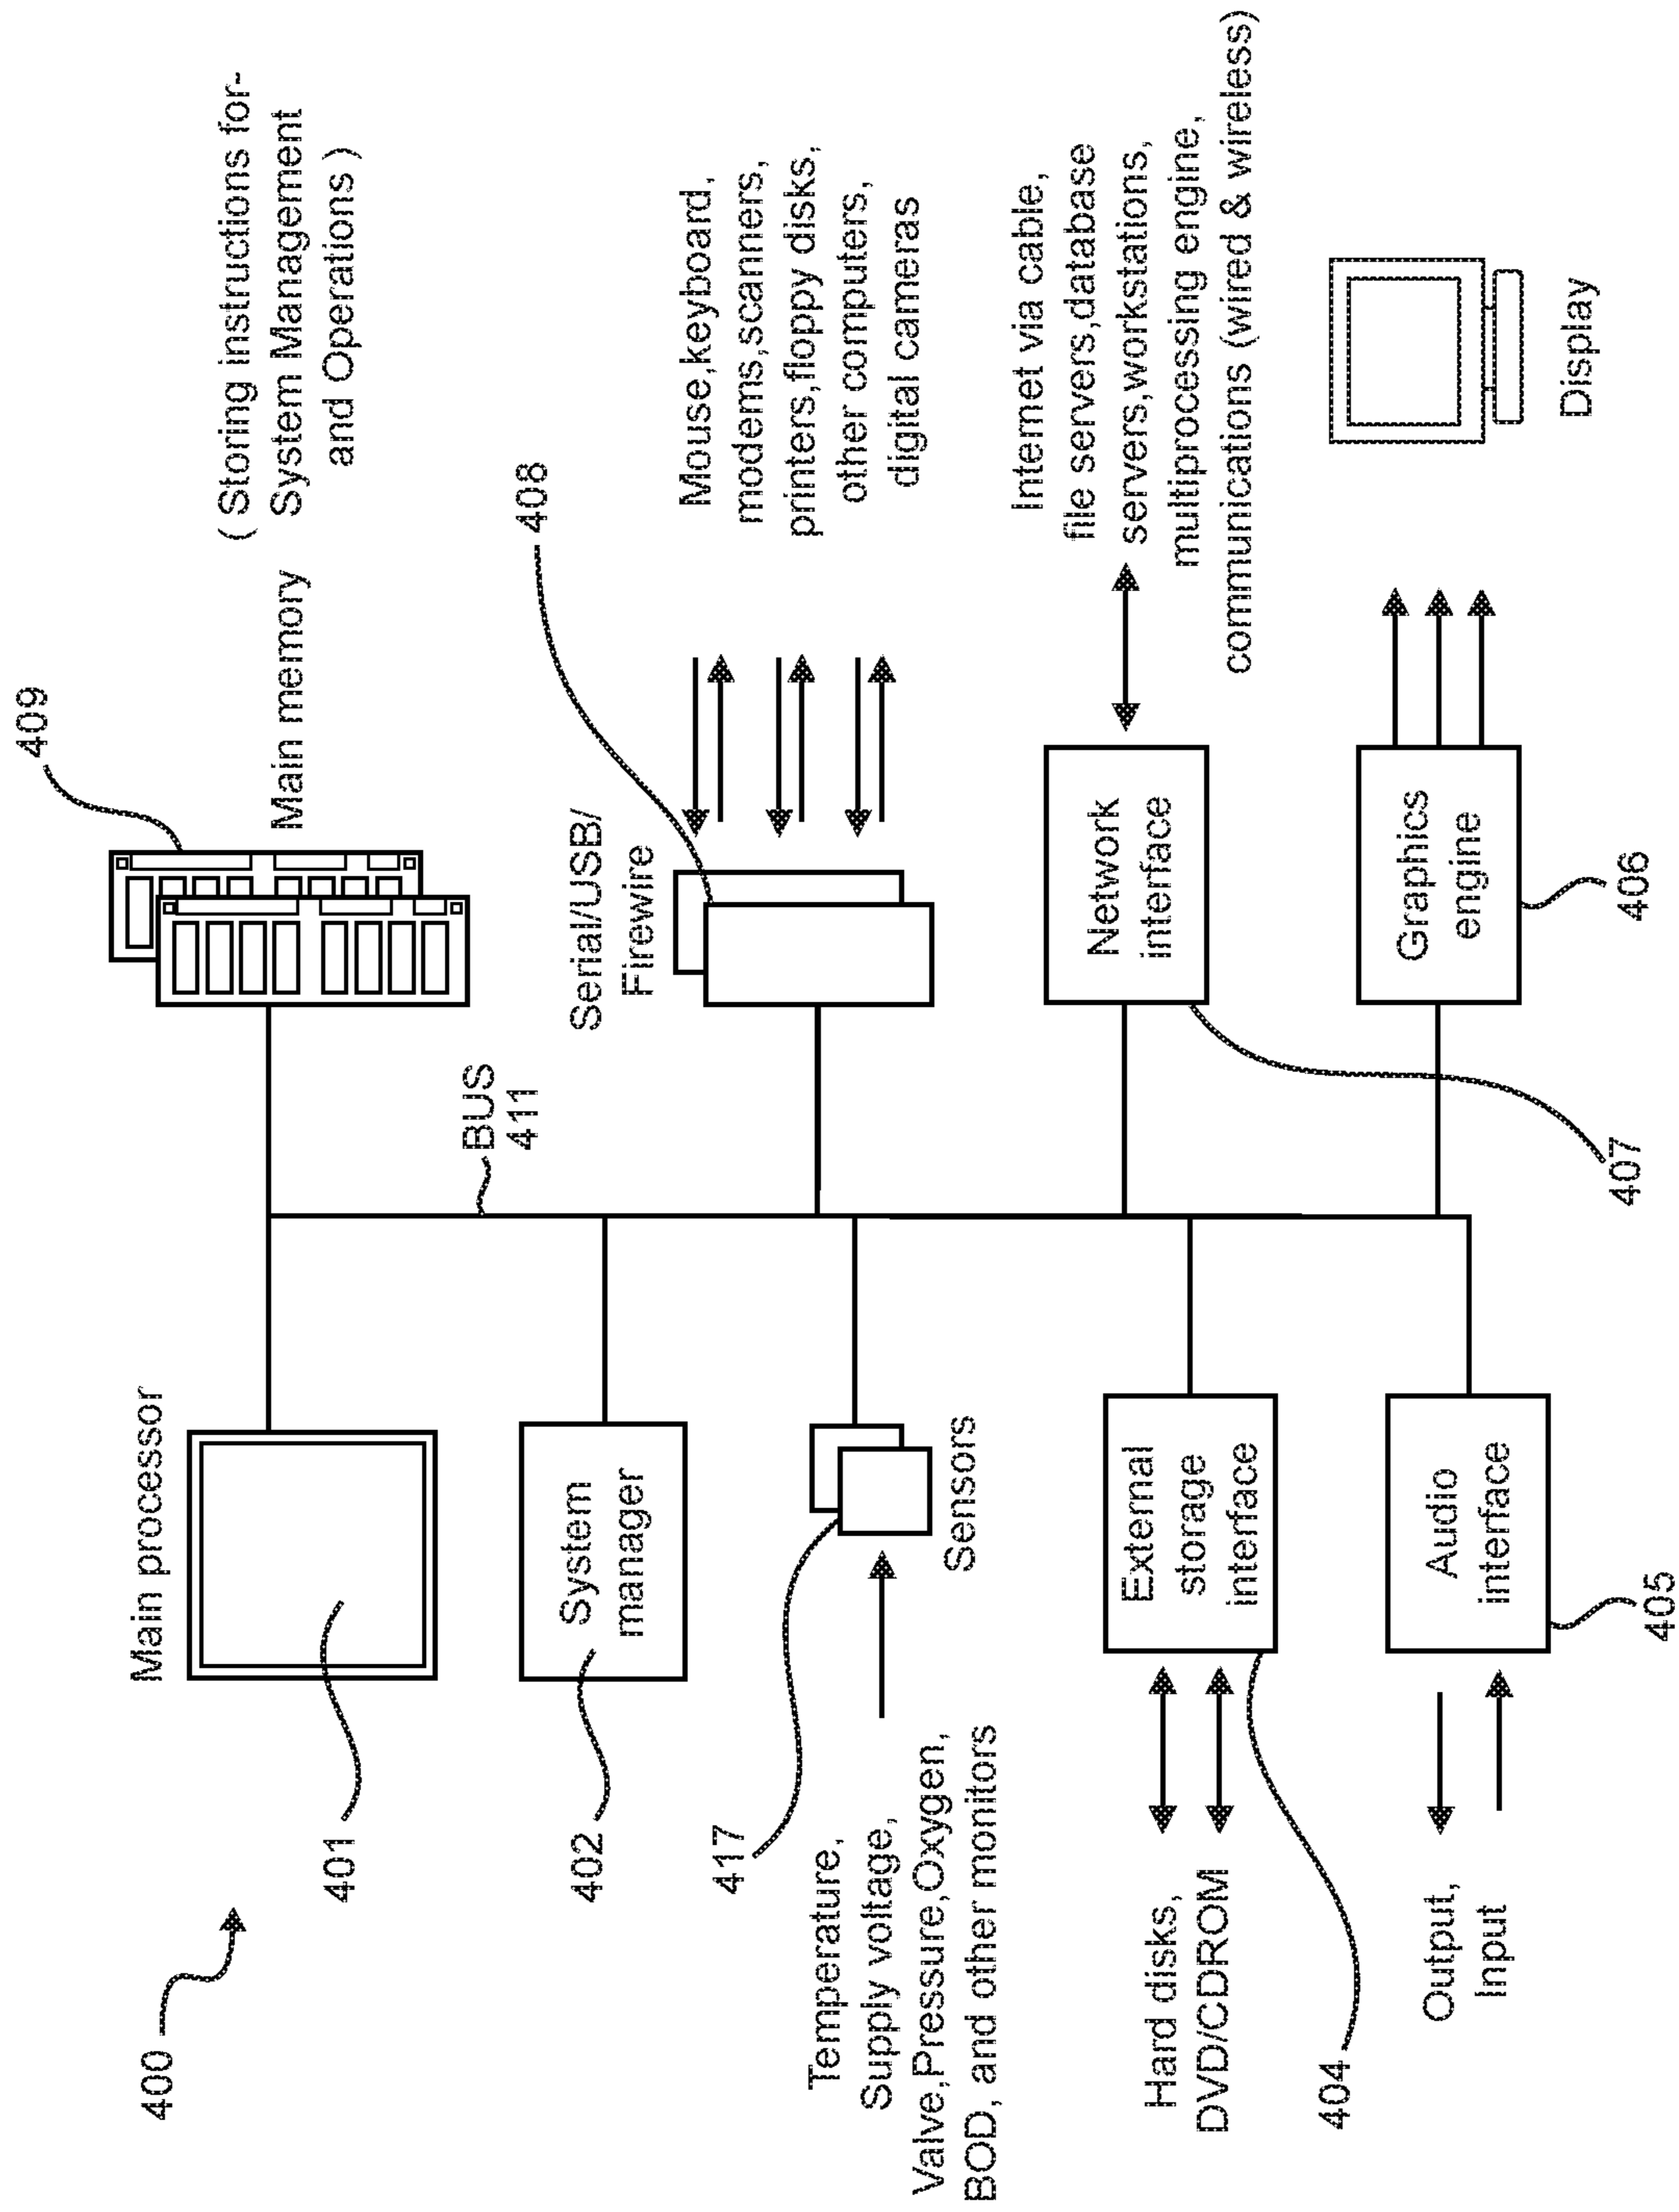 400
Main processor
401
System
manager
402
417
Temperature,
Supply voltage,
Valve,Pressure,Oxygen,
BOD, and other monitors
Sensors
Hard disks,
DVD/CDROM
External
storage
interface
404
Output,
Input
Audio
interface
405
BUS
411
409
Main memory
( Storing instructions for-
System Management
and Operations )
408
Serial/USB/
Firewire
Mouse,keyboard,
modems,scanners,
printers,floppy disks,
other computers,
digital cameras
Network
interface
407
Internet via cable,
file servers,database
servers,workstations,
multiprocessing engine,
communications (wired & wireless)
Graphics
engine
406
Display